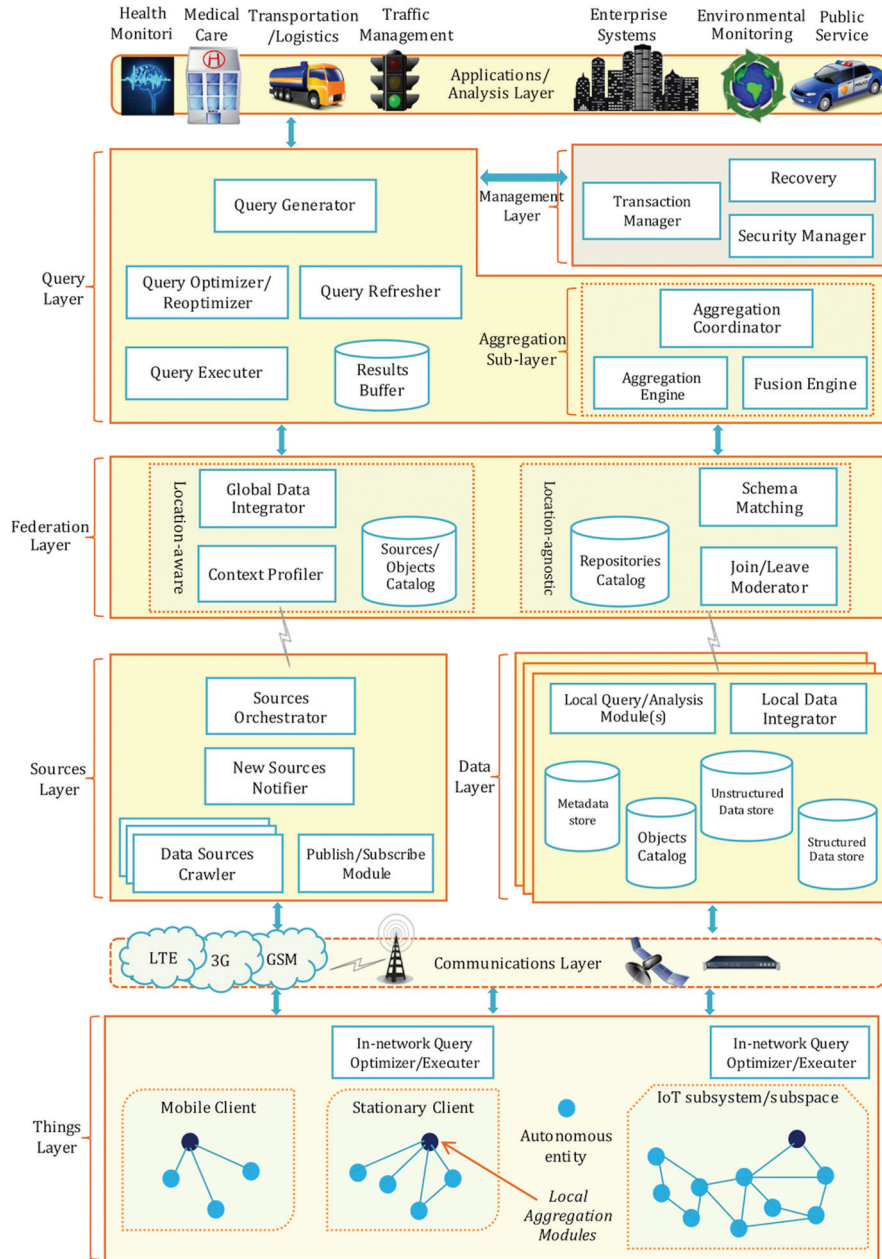 Health
Monitori
Medical
Care
Transportation
/Logistics
Traffic
Management
Enterprise
Systems
Environmental
Monitoring
Public
Service
Applications/
Analysis Layer
H
POLICE
Query
Layer
Query Generator
Query Optimizer/
Reoptimizer
Query Refresher
Query Executer
Results
Buffer
Management
Layer
Transaction
Manager
Recovery
Security Manager
Aggregation
Sub-layer
Aggregation
Coordinator
Aggregation
Engine
Fusion Engine
Federation
Layer
Location-aware
Global Data
Integrator
Context Profiler
Sources/
Objects
Catalog
Location-agnostic
Repositories
Catalog
Schema
Matching
Join/Leave
Moderator
Sources
Layer
Sources
Orchestrator
New Sources
Notifier
Data Sources
Crawler
Publish/Subscribe
Module
Data
Layer
Local Query/Analysis
Module(s)
Local Data
Integrator
Metadata
store
Objects
Catalog
Unstructured
Data store
Structured
Data store
LTE
3G
GSM
Communications Layer
Things
Layer
In-network Query
Optimizer/Executer
In-network Query
Optimizer/Executer
Mobile Client
Stationary Client
Autonomous
entity
Local
Aggregation
Modules
IoT subsystem/subspace